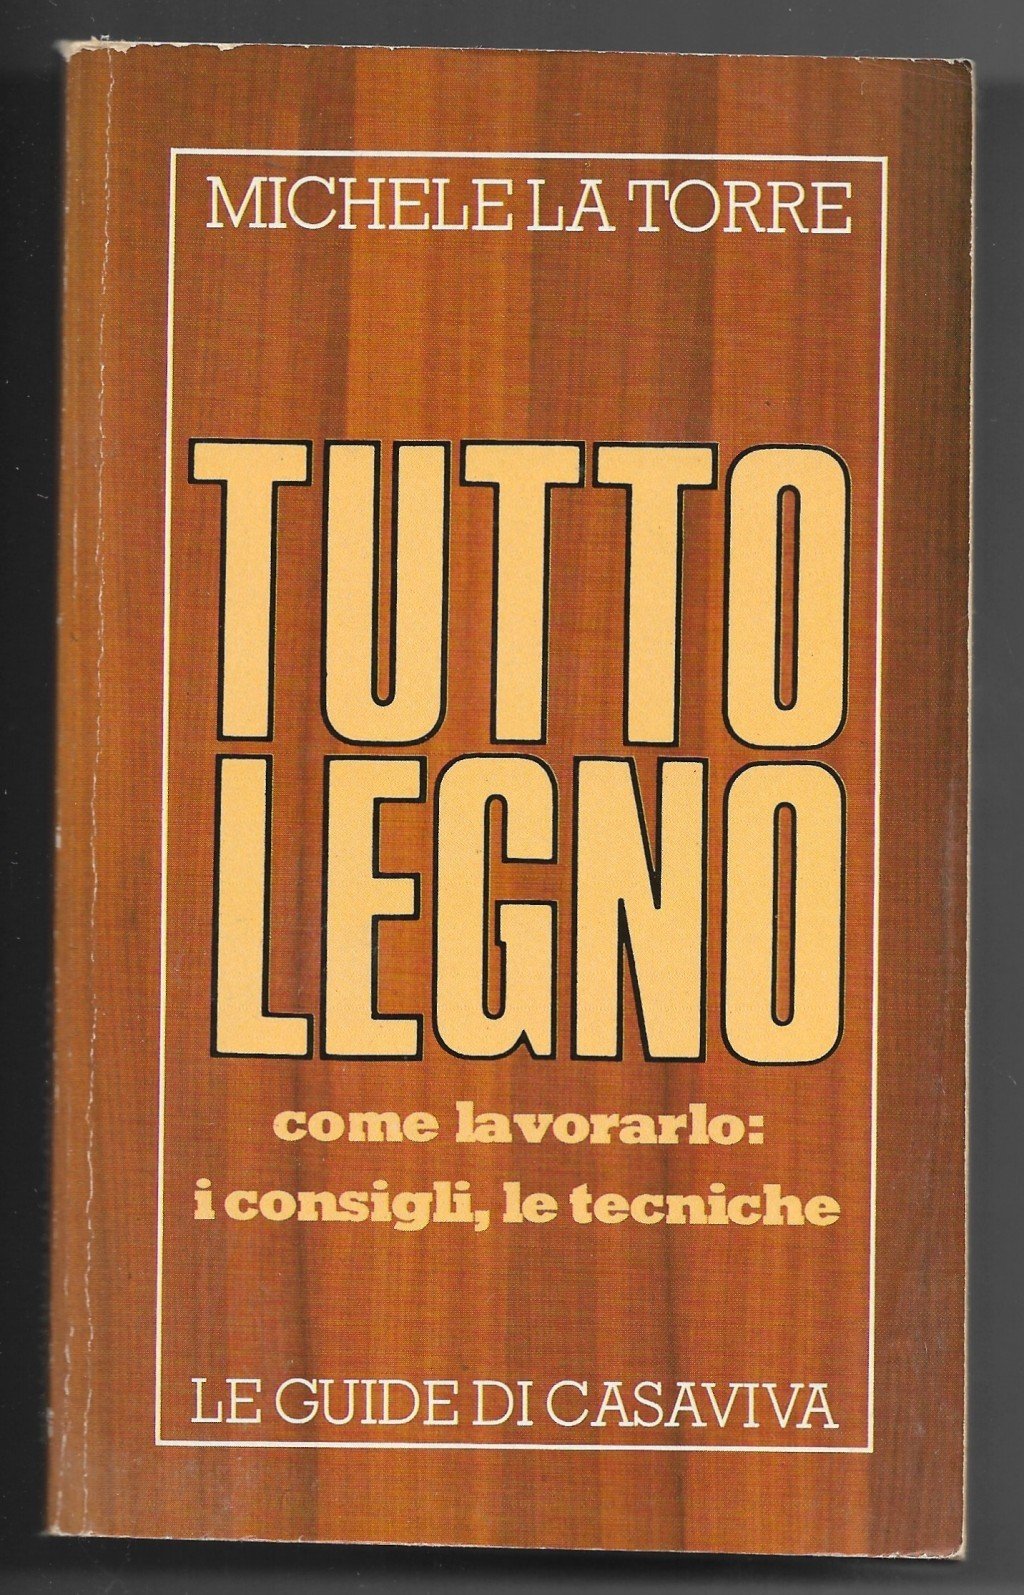 MICHELE LA TORRE
TUTTO
LEGNO
come lavorarlo:
i consigli, le tecniche
LE GUIDE DI CASAVIVA